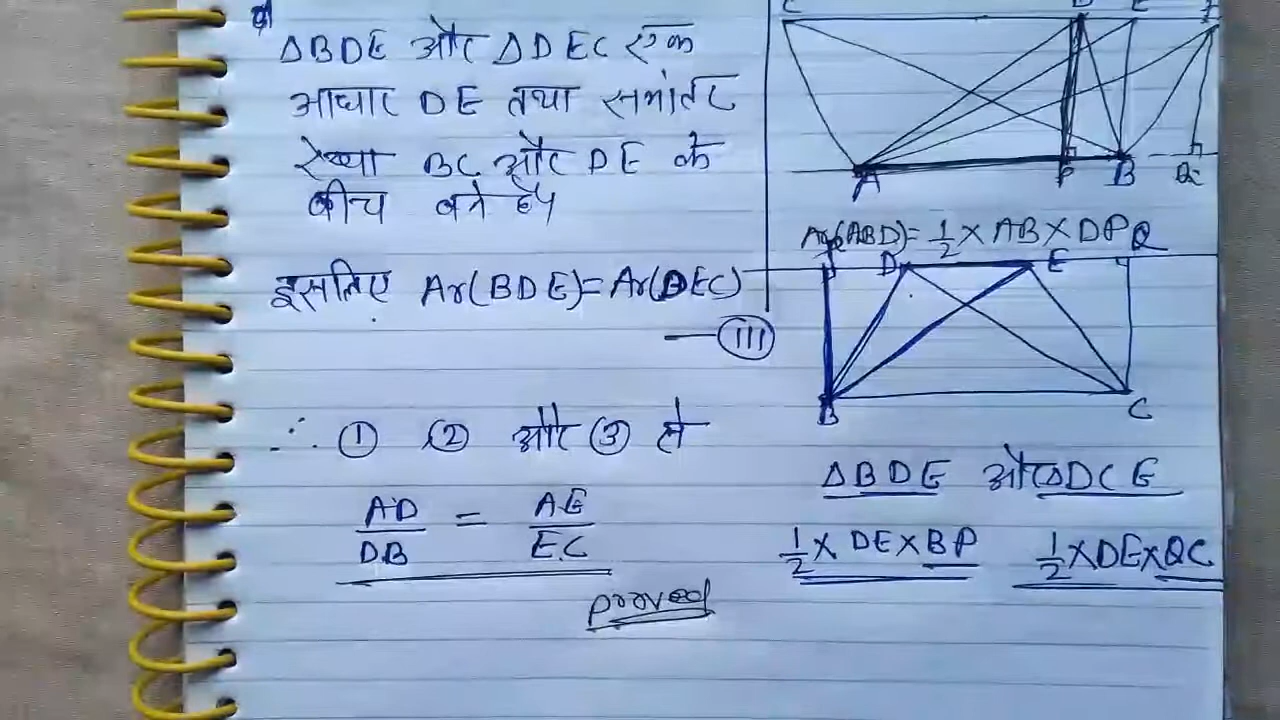 ΔBDE और ΔDEC एक
आधार DE तथा समांतर
रेखा BC और DE के
बीच बने हैं।
इसलिए Ar(BDE)=Ar(DEC)
— III
∴ 1 2 और 3 से
AD/DB = AE/EC
proved
A P B Q
Ar(ABD)=½×AB×DP
D E Q
B C
ΔBDE और ΔDCE
½×DE×BP ½×DE×QC